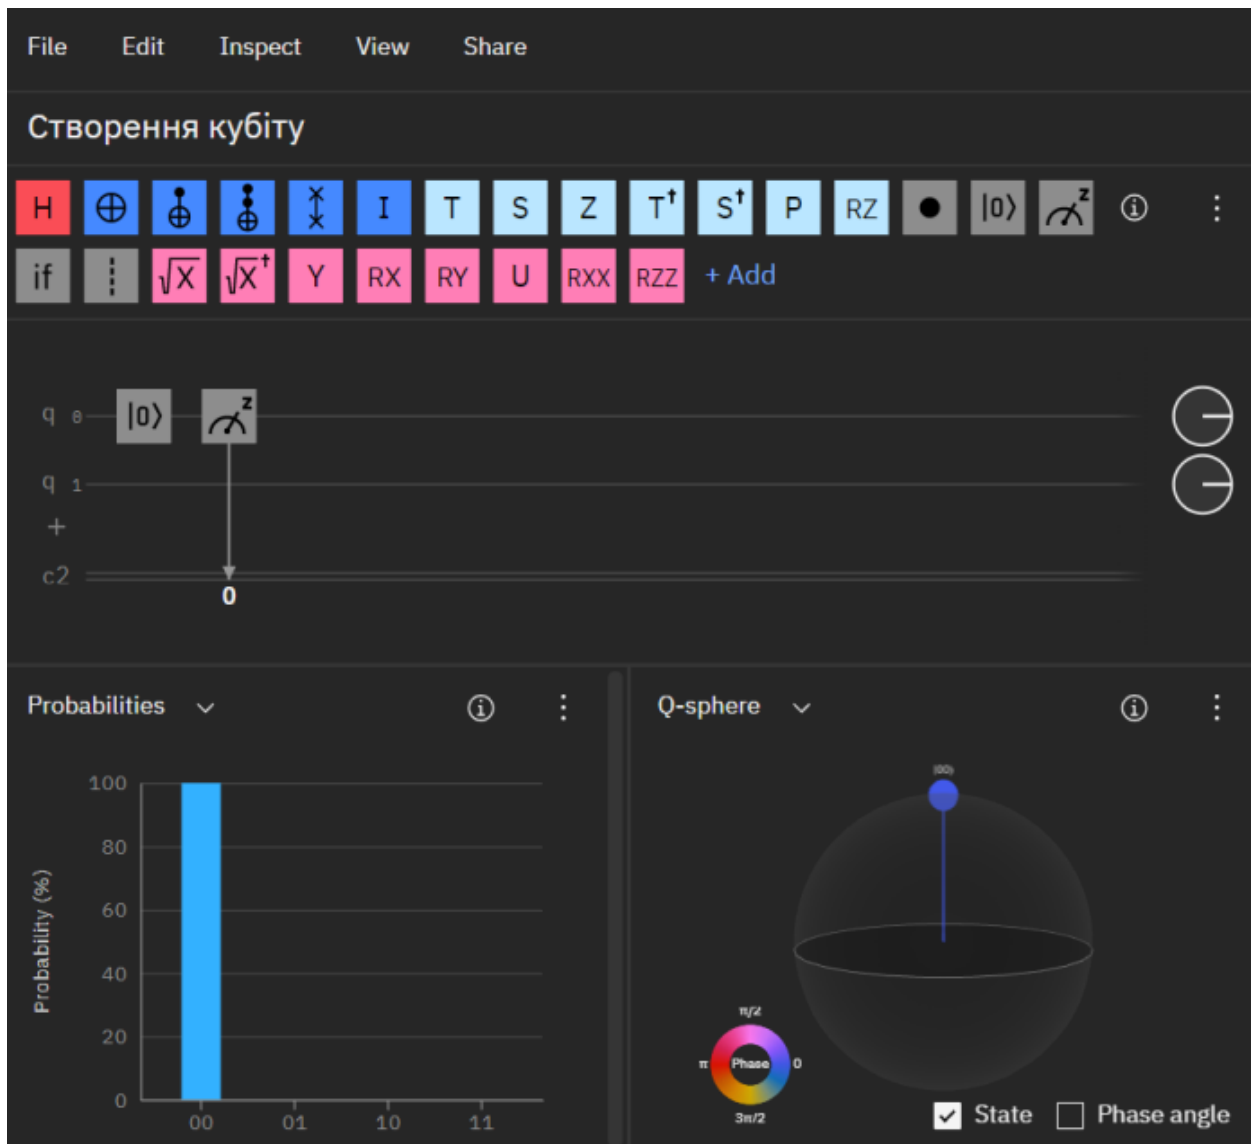 File Edit Inspect View Share
Створення кубіту
H T S Z T† S† P RZ |0⟩ z
I
if √X √X† Y RX RY U RXX RZZ + Add
q 0 |0⟩ z
q 1
+
c2
0
Probabilities
Probability (%)
100
80
60
40
20
0
00 01 10 11
Q-sphere
|00⟩
π/2
π Phase 0
3π/2
State Phase angle